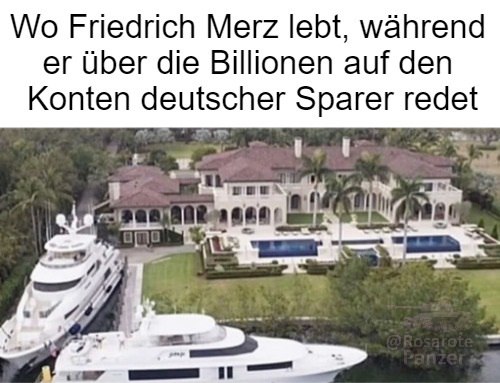 Wo Friedrich Merz lebt, während
er über die Billionen auf den
Konten deutscher Sparer redet
@Rosarote
Panzer